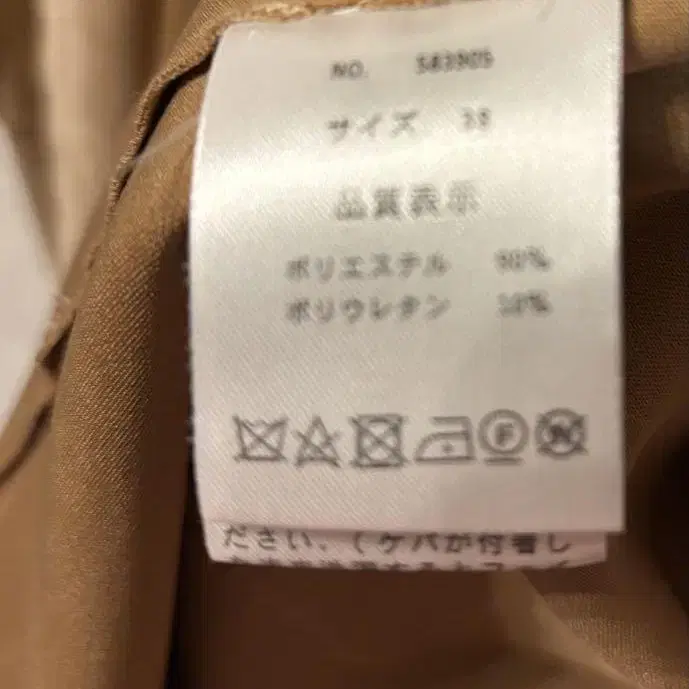 NO. 583905
サイズ 38
品質表示
ポリエステル 90%
ポリウレタン 10%
F W
ださい。(ケバが付着し